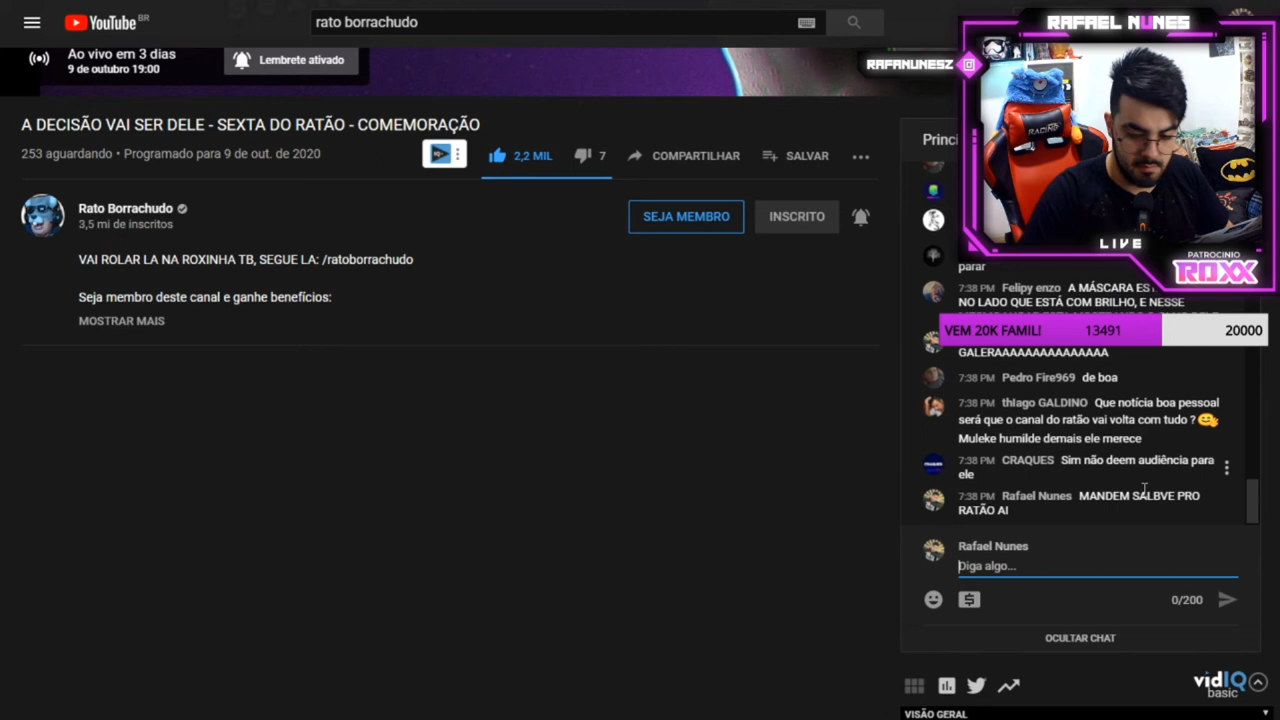 YouTube BR
rato borrachudo
RAFAEL NUNES
Ao vivo em 3 dias
9 de outubro 19:00
Lembrete ativado
RAFANUNESZ
A DECISÃO VAI SER DELE - SEXTA DO RATÃO - COMEMORAÇÃO
253 aguardando • Programado para 9 de out. de 2020
2,2 MIL
7
COMPARTILHAR
SALVAR
Princi
RACING
Rato Borrachudo
3,5 mi de inscritos
SEJA MEMBRO
INSCRITO
LIVE
PATROCINIO
ROXX
VAI ROLAR LA NA ROXINHA TB, SEGUE LA: /ratoborrachudo
Seja membro deste canal e ganhe benefícios:
MOSTRAR MAIS
parar
7:38 PM Felipy enzo A MÁSCARA ES
NO LADO QUE ESTÁ COM BRILHO, E NESSE
VEM 20K FAMIL! 13491 20000
GALERAAAAAAAAAAAAAAA
7:38 PM Pedro Fire969 de boa
7:38 PM thIago GALDINO Que notícia boa pessoal
será que o canal do ratão vai volta com tudo ?
Muleke humilde demais ele merece
7:38 PM CRAQUES Sim não deem audiência para
ele
7:38 PM Rafael Nunes MANDEM SALBVE PRO
RATÃO AI
Rafael Nunes
Diga algo...
0/200
OCULTAR CHAT
vidIQ
basic
VISÃO GERAL